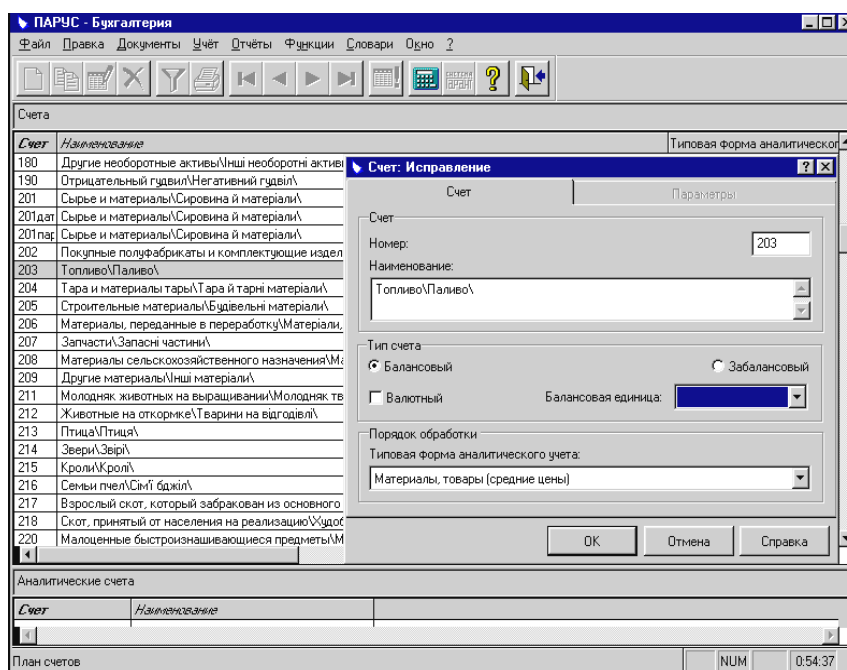 ПАРУС - Бухгалтерия
Файл Правка Документы Учёт Отчёты Функции Словари Окно ?
Счета
Счет Наименование Типовая форма аналитическог
180 Другие необоротные активы\Інші необоротні активи
190 Отрицательный гудвил\Негативний гудвіл\
201 Сырье и материалы\Сировина й матеріали\
201дат Сырье и материалы\Сировина й матеріали\
201пар Сырье и материалы\Сировина й матеріали\
202 Покупные полуфабрикаты и комплектующие издел
203 Топливо\Паливо\
204 Тара и материалы тары\Тара й тарні матеріали\
205 Строительные материалы\Будівельні матеріали\
206 Материалы, переданные в переработку\Матеріали,
207 Запчасти\Запасні частини\
208 Материалы сельскохозяйственного назначения\Ма
209 Другие материалы\Інші матеріали\
211 Молодняк животных на выращивании\Молодняк тв
212 Животные на откормке\Тварини на відгодівлі\
213 Птица\Птиця\
214 Звери\Звірі\
215 Кроли\Кролі\
216 Семьи пчел\Сім'ї бджіл\
217 Взрослый скот, который забракован из основного
218 Скот, принятый от населения на реализацию\Худоб
220 Малоценные быстроизнашивающиеся предметы\М
Счет: Исправление
Счет Параметры
Счет
Номер: 203
Наименование:
Топливо\Паливо\
Тип счета
Балансовый Забалансовый
Валютный Балансовая единица:
Порядок обработки
Типовая форма аналитического учета:
Материалы, товары (средние цены)
OK Отмена Справка
Аналитические счета
Счет Наименование
План счетов NUM 0:54:37